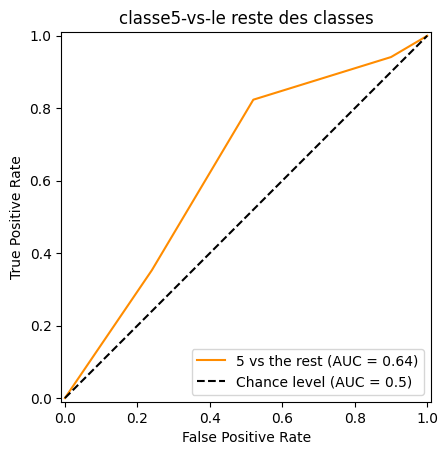 classe5-vs-le reste des classes
1.0
0.8
0.6
0.4
0.2
0.0
True Positive Rate
5 vs the rest (AUC = 0.64)
Chance level (AUC = 0.5)
0.0 0.2 0.4 0.6 0.8 1.0
False Positive Rate